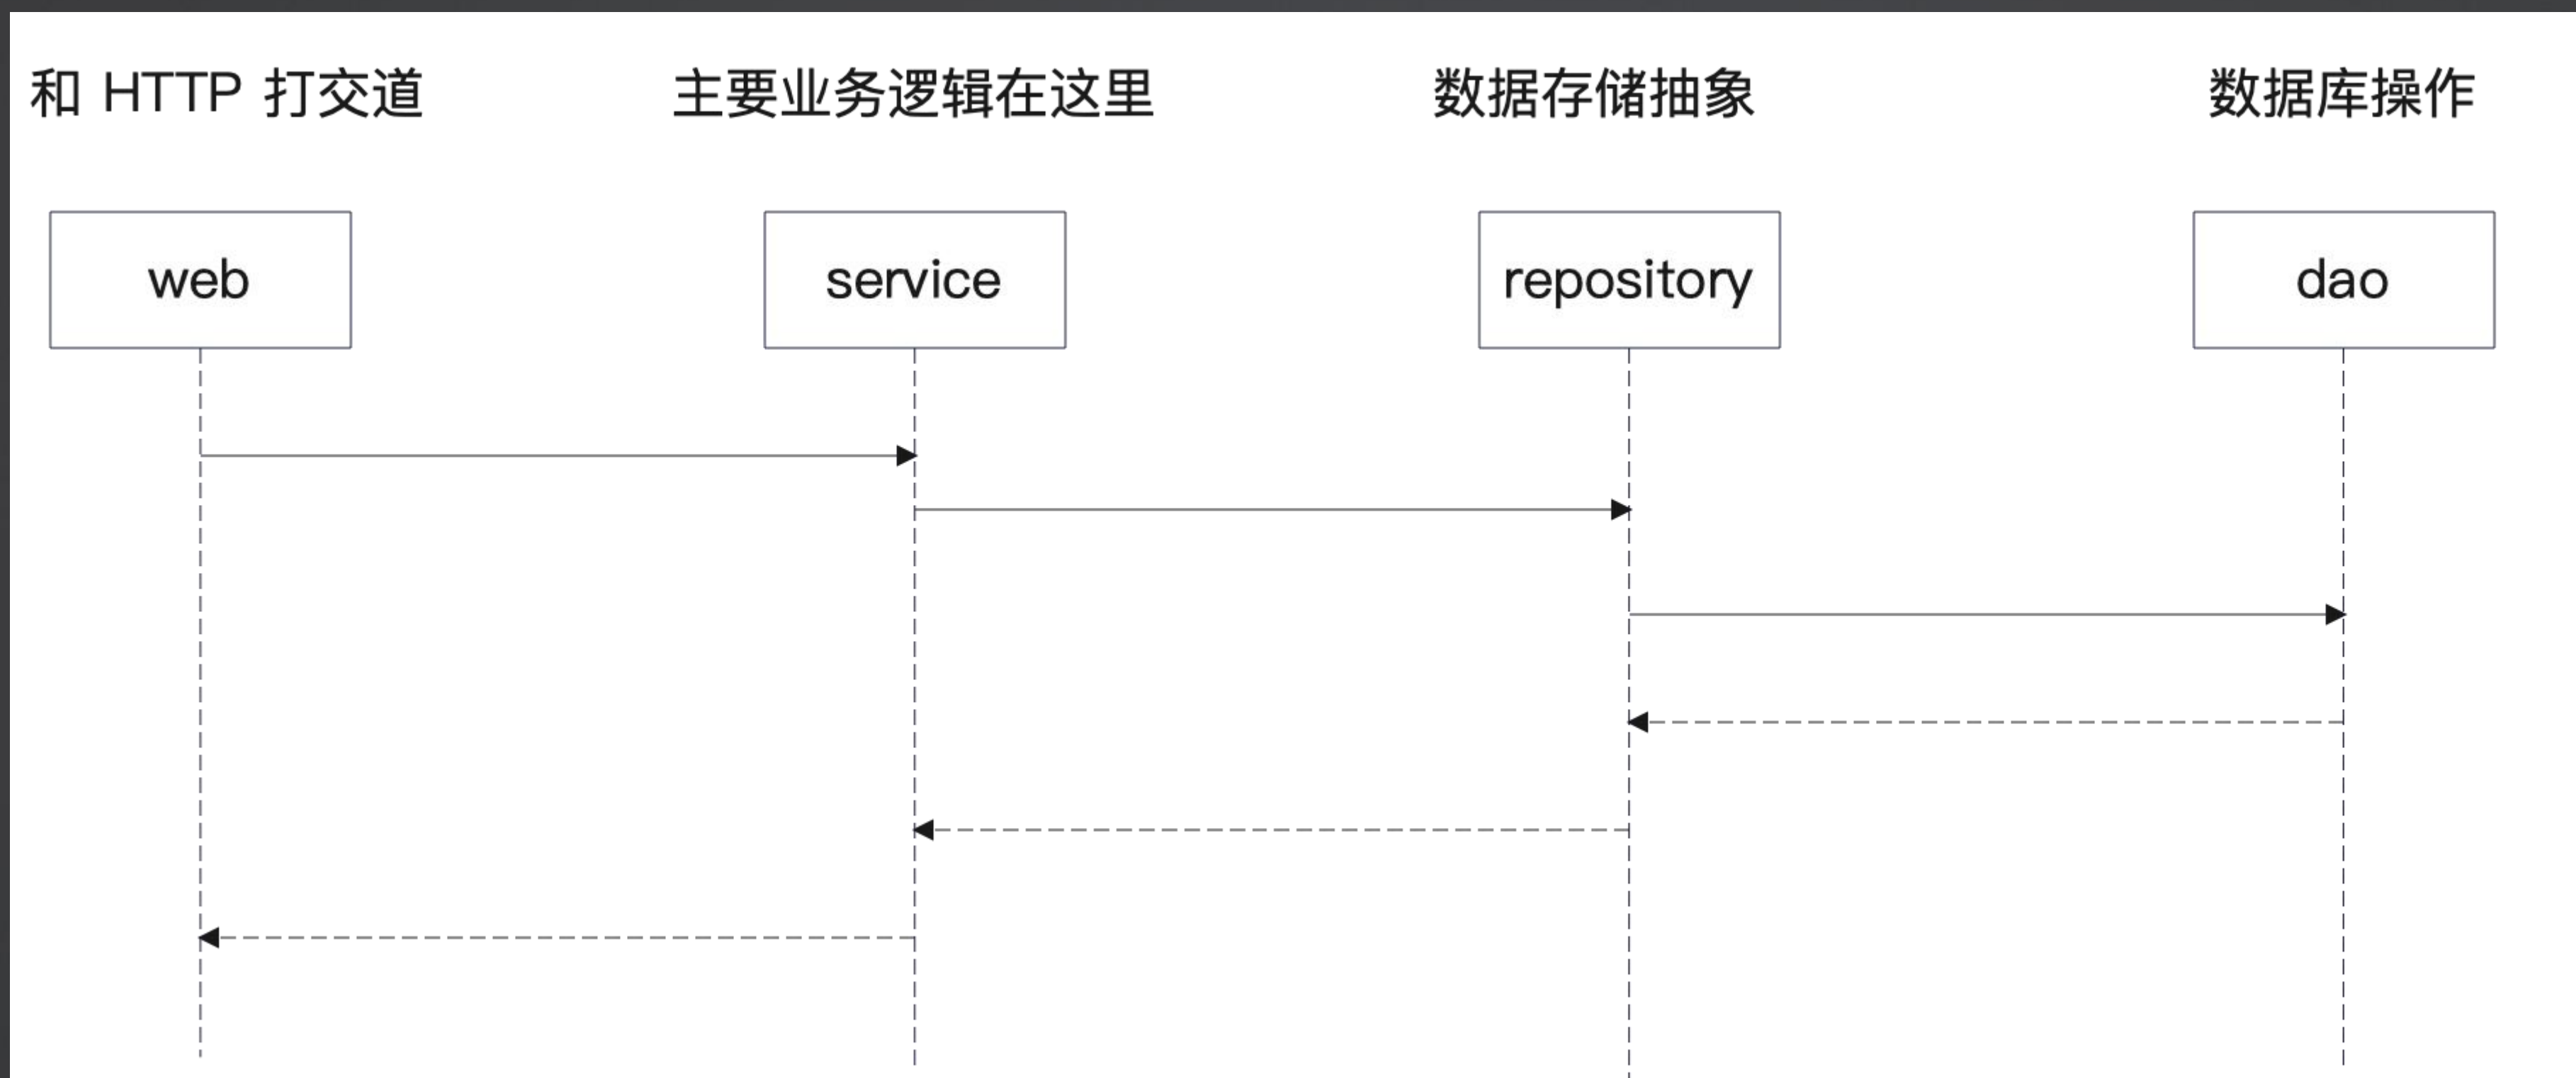 和 HTTP 打交道
主要业务逻辑在这里
数据存储抽象
数据库操作
web
service
repository
dao